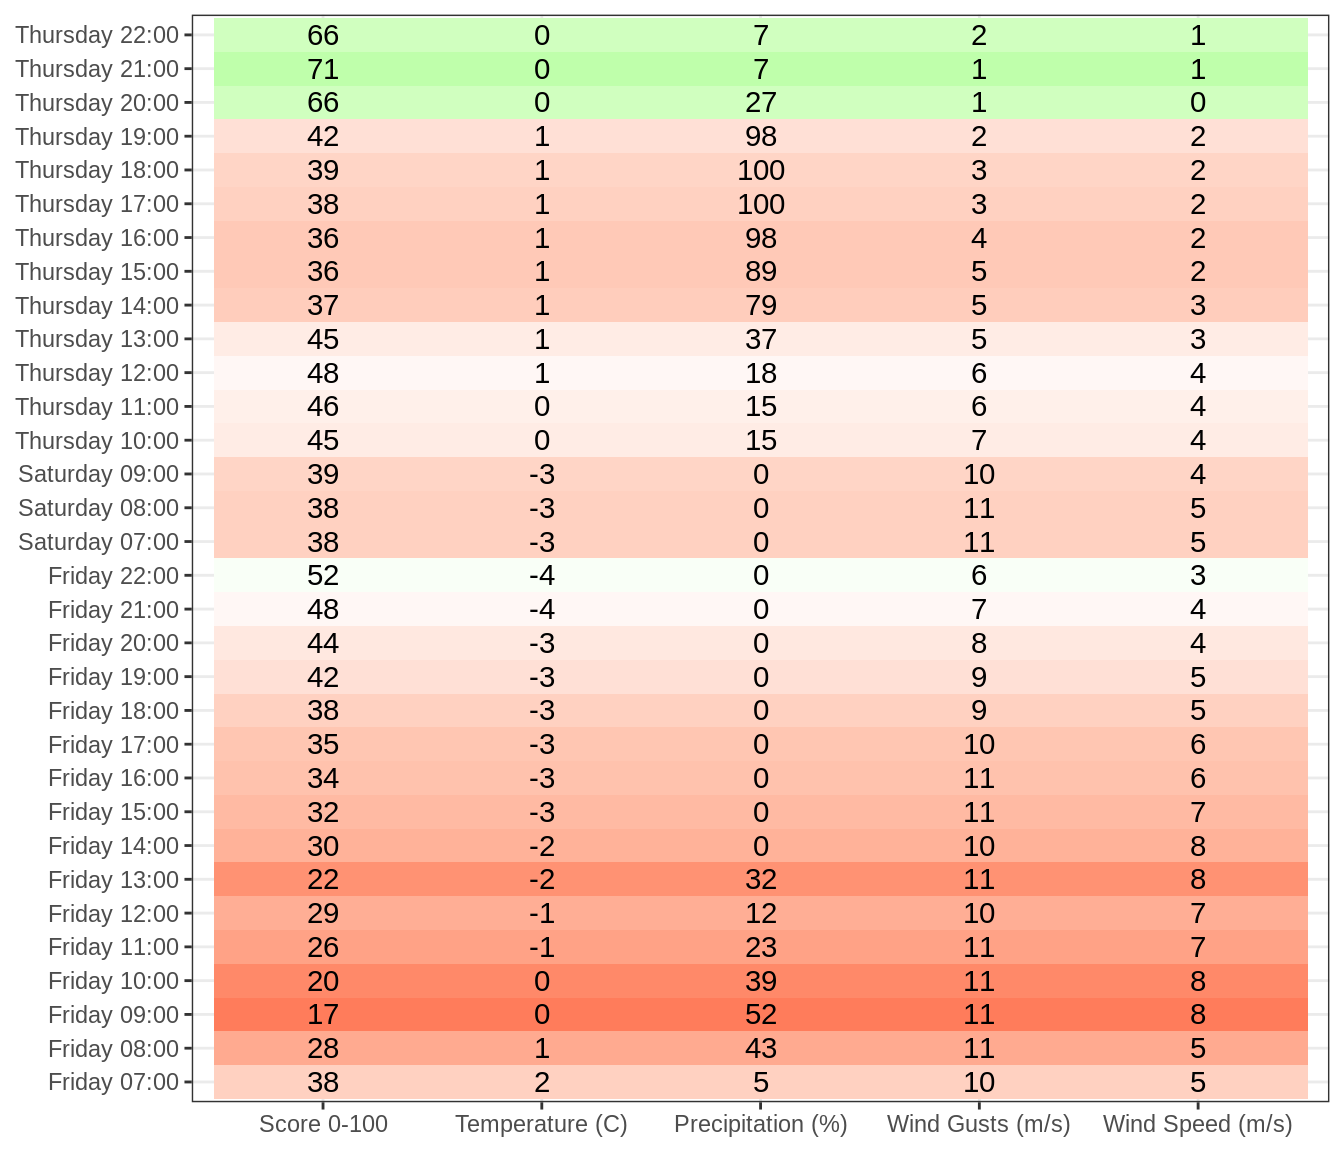 Thursday 22:00 66 0 7 2 1
Thursday 21:00 71 0 7 1 1
Thursday 20:00 66 0 27 1 0
Thursday 19:00 42 1 98 2 2
Thursday 18:00 39 1 100 3 2
Thursday 17:00 38 1 100 3 2
Thursday 16:00 36 1 98 4 2
Thursday 15:00 36 1 89 5 2
Thursday 14:00 37 1 79 5 3
Thursday 13:00 45 1 37 5 3
Thursday 12:00 48 1 18 6 4
Thursday 11:00 46 0 15 6 4
Thursday 10:00 45 0 15 7 4
Saturday 09:00 39 -3 0 10 4
Saturday 08:00 38 -3 0 11 5
Saturday 07:00 38 -3 0 11 5
Friday 22:00 52 -4 0 6 3
Friday 21:00 48 -4 0 7 4
Friday 20:00 44 -3 0 8 4
Friday 19:00 42 -3 0 9 5
Friday 18:00 38 -3 0 9 5
Friday 17:00 35 -3 0 10 6
Friday 16:00 34 -3 0 11 6
Friday 15:00 32 -3 0 11 7
Friday 14:00 30 -2 0 10 8
Friday 13:00 22 -2 32 11 8
Friday 12:00 29 -1 12 10 7
Friday 11:00 26 -1 23 11 7
Friday 10:00 20 0 39 11 8
Friday 09:00 17 0 52 11 8
Friday 08:00 28 1 43 11 5
Friday 07:00 38 2 5 10 5
Score 0-100 Temperature (C) Precipitation (%) Wind Gusts (m/s) Wind Speed (m/s)